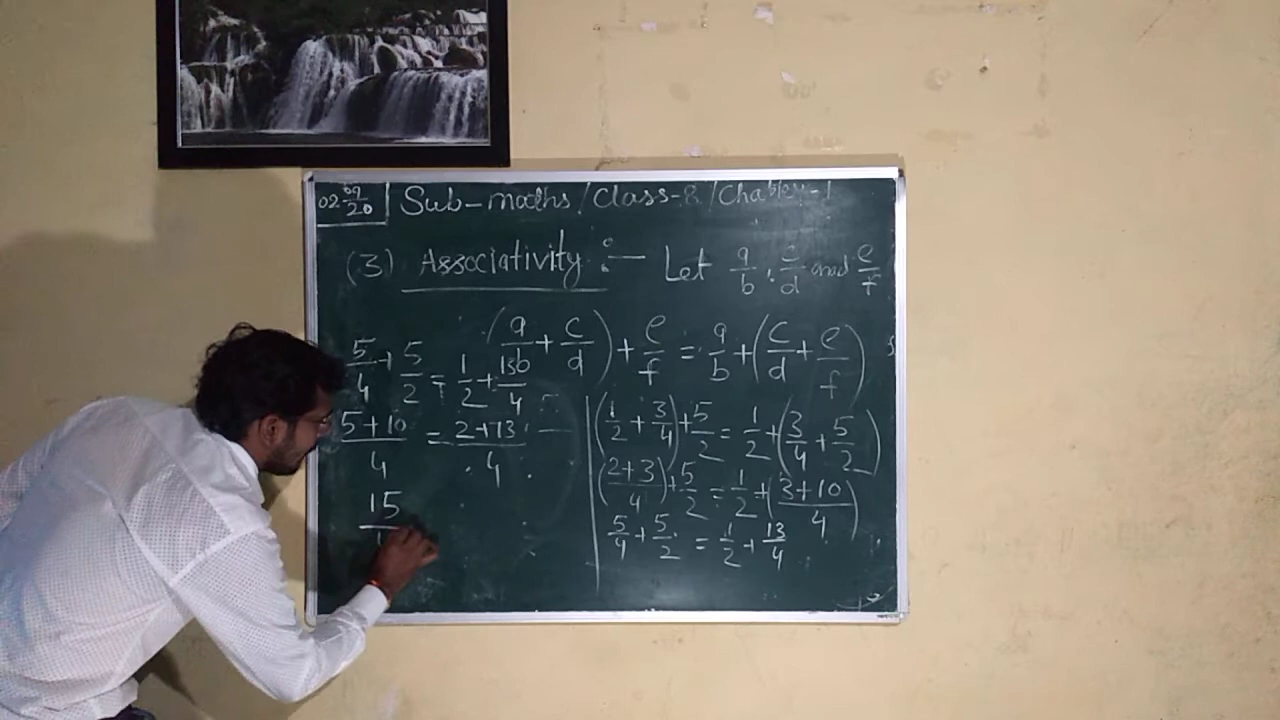 02 09/20 Sub-maths/Class-8/Chapter-1
(3) Associativity :- Let a/b, c/d and e/f
(a/b + c/d) + e/f = a/b + (c/d + e/f)
5/4 + 5/2 = 1/2 + 13/4
5+10/4 = 2+13/4
15/
(1/2 + 3/4) + 5/2 = 1/2 + (3/4 + 5/2)
(2+3/4) + 5/2 = 1/2 + (3+10/4)
5/4 + 5/2 = 1/2 + 13/4